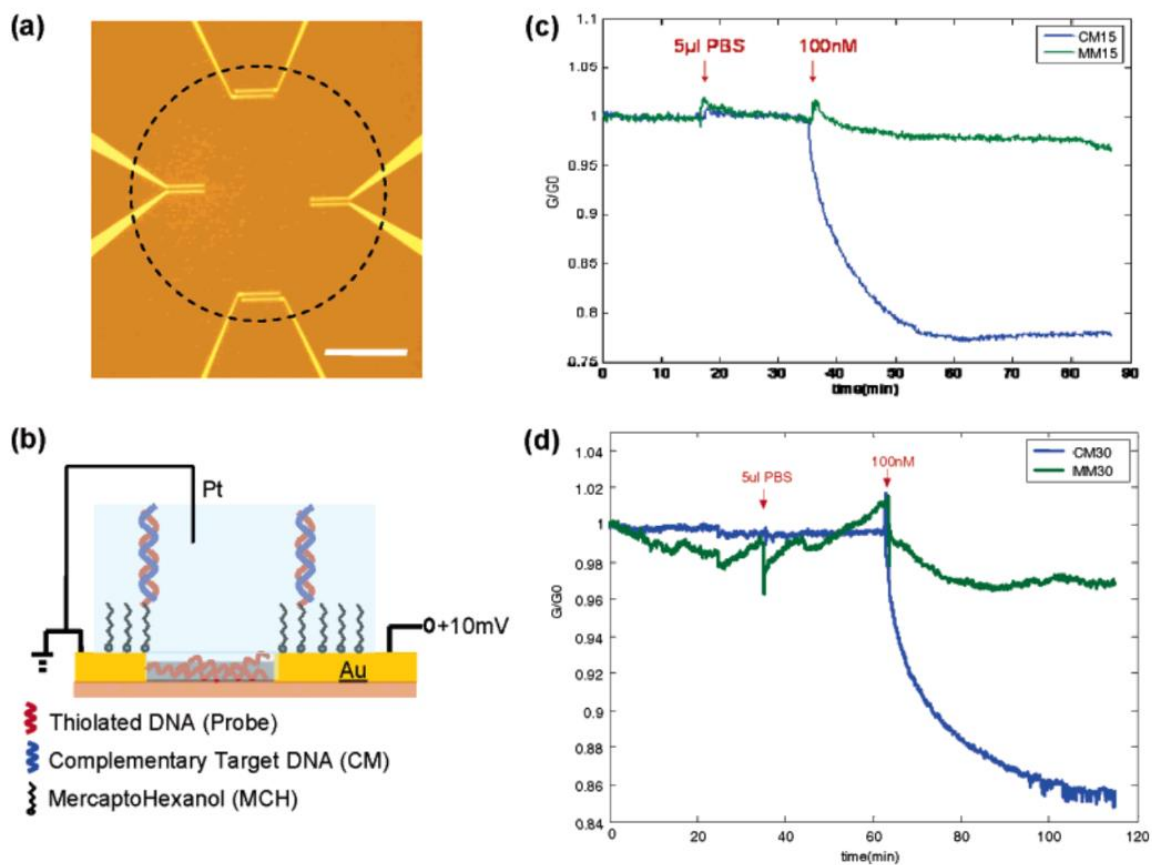 (a)
(b)
Pt
+10mV
Au
Thiolated DNA (Probe)
Complementary Target DNA (CM)
MercaptoHexanol (MCH)
(c)
1.1
1.05
1
0.95
0.9
0.85
0.8
0.75
G/G0
5µl PBS
100nM
CM15
MM15
0
10
20
30
40
50
60
70
80
90
time(min)
(d)
1.04
1.02
1
0.98
0.96
0.94
0.92
0.9
0.88
0.86
0.84
G/G0
5ul PBS
100nM
CM30
MM30
0
20
40
60
80
100
120
time(min)